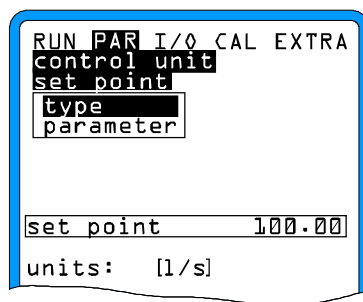 RUN PAR I/O CAL EXTRA
control unit
set point
type
parameter
set point 100.00
units: [l/s]